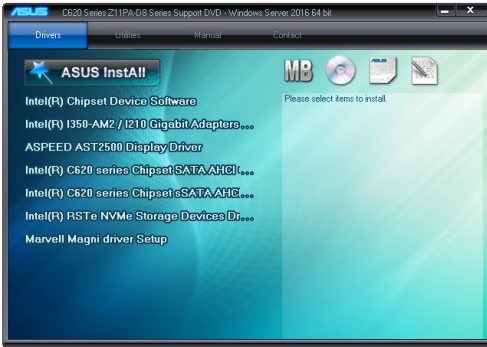 ASUS C620 Series Z11PA-D8 Series Support DVD - Windows Server 2016 64 bit
Drivers Utilities Manual Contact
ASUS InstAll
MB
Please select items to install.
Intel(R) Chipset Device Software
Intel(R) I350-AM2 / I210 Gigabit Adapters...
ASPEED AST2500 Display Driver
Intel(R) C620 series Chipset SATA AHCI (...
Intel(R) C620 series Chipset sSATA AHC...
Intel(R) RSTe NVMe Storage Devices Dr...
Marvell Magni driver Setup